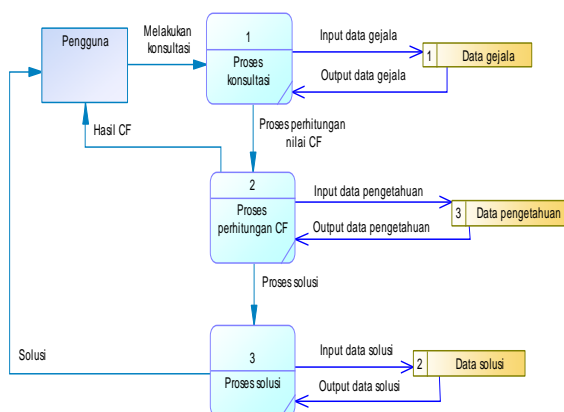 Pengguna
Melakukan
konsultasi
1
Proses
konsultasi
Input data gejala
Output data gejala
1 Data gejala
Hasil CF
Proses perhitungan
nilai CF
2
Proses
perhitungan CF
Input data pengetahuan
Output data pengetahuan
3 Data pengetahuan
Proses solusi
Solusi
3
Proses solusi
Input data solusi
Output data solusi
2 Data solusi